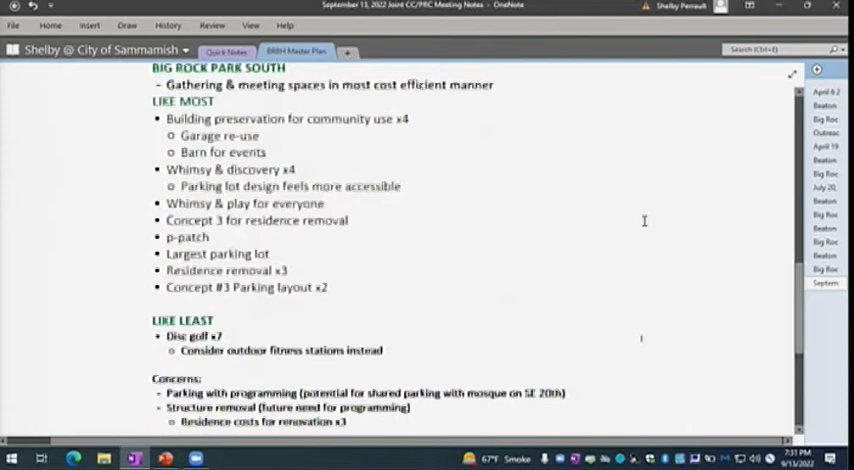 September 13, 2022 Joint CC/PRC Meeting Notes - OneNote
Shelby Perrault
File Home Insert Draw History Review View Help
Shelby @ City of Sammamish
Quick Notes
BRBH Master Plan
+
Search (Ctrl+E)
BIG ROCK PARK SOUTH
- Gathering & meeting spaces in most cost efficient manner
LIKE MOST
• Building preservation for community use x4
o Garage re-use
o Barn for events
• Whimsy & discovery x4
o Parking lot design feels more accessible
• Whimsy & play for everyone
• Concept 3 for residence removal
• p-patch
• Largest parking lot
• Residence removal x3
• Concept #3 Parking layout x2
LIKE LEAST
• Disc golf x7
o Consider outdoor fitness stations instead
Concerns:
- Parking with programming (potential for shared parking with mosque on SE 20th)
- Structure removal (future need for programming)
o Residence costs for renovation x3
April 6 2
Beaton
Big Roc
Outreac
April 19
Beaton
Big Roc
July 20,
Beaton
Big Roc
Beaton
Big Roc
Beaton
Big Roc
Septem
67°F Smoke
7:31 PM
9/13/2022